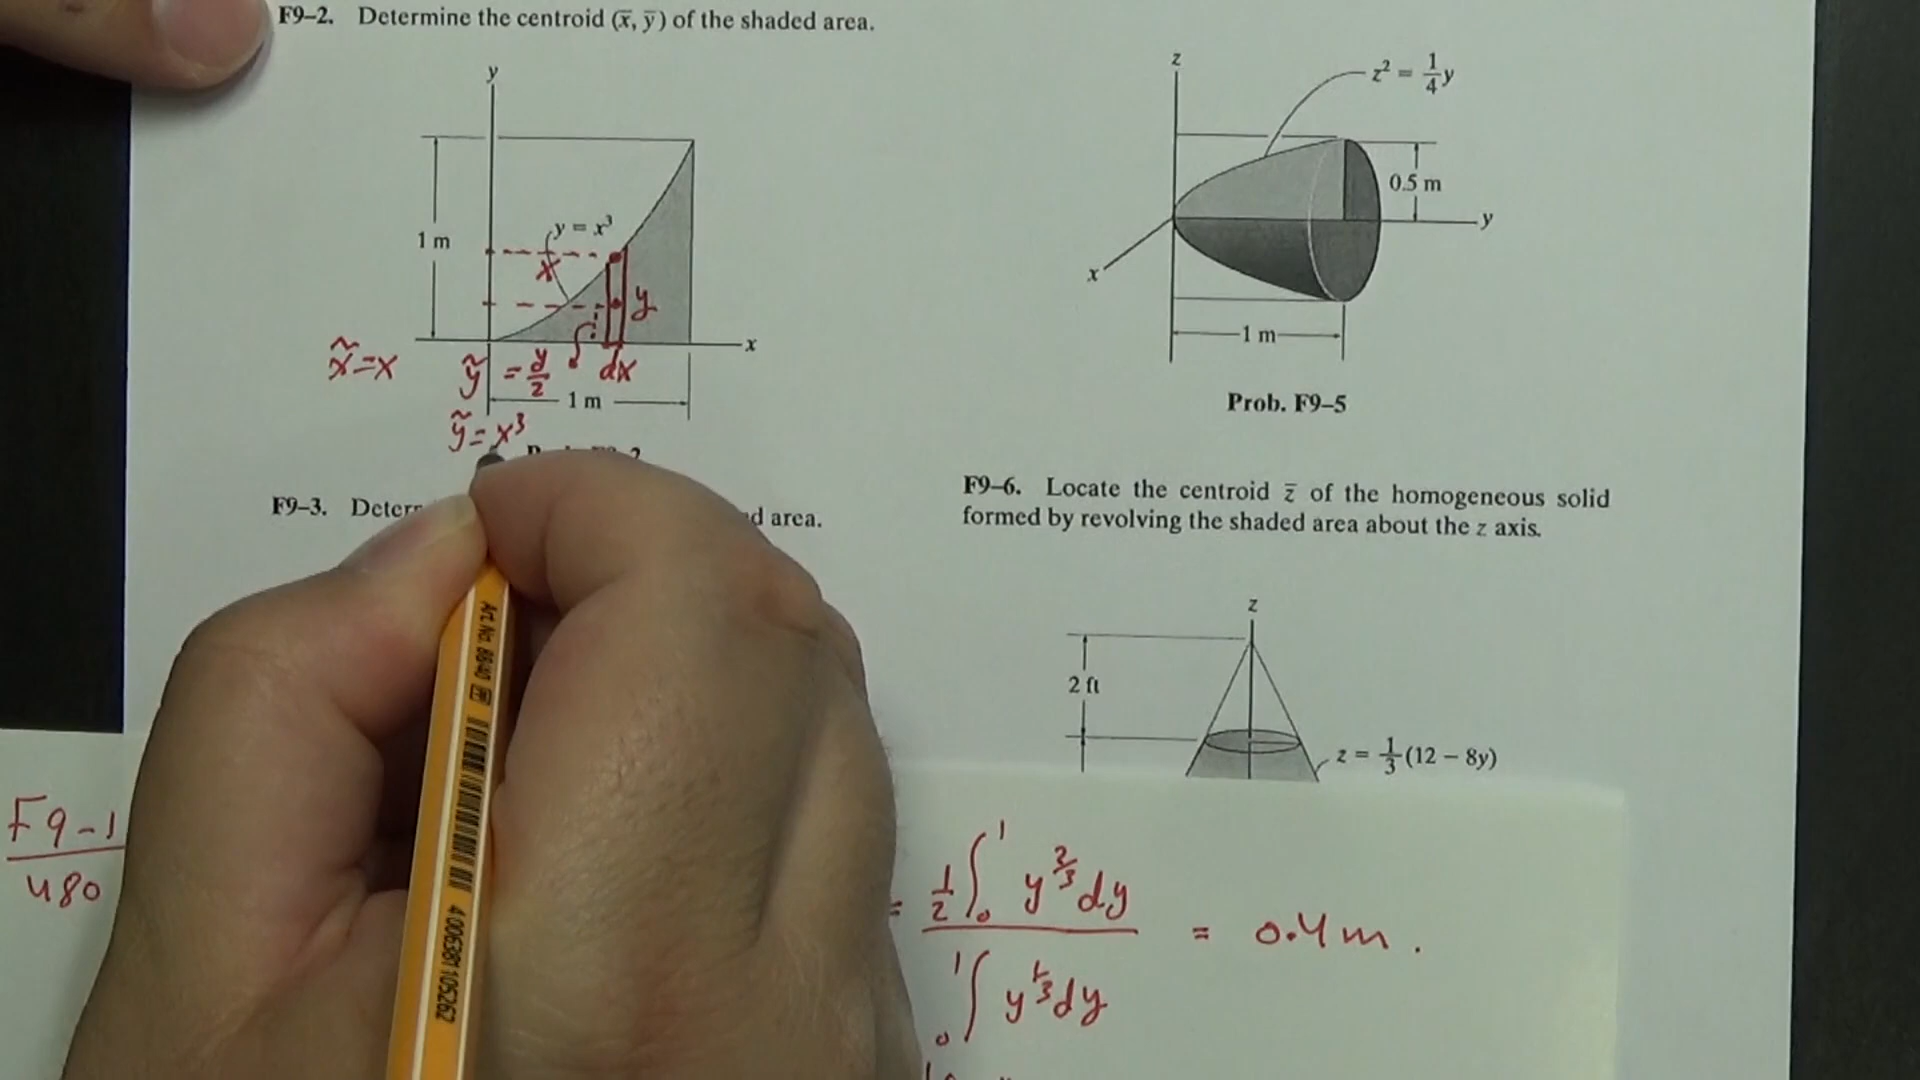 F9–2. Determine the centroid (x̄, ȳ) of the shaded area.
y
y = x³
1 m
x
y
x̃ = x
ỹ = y/2
dx
x
1 m
ỹ = x³
F9–3. Deter
d area.
z
z² = 1/4 y
0.5 m
y
x
1 m
Prob. F9–5
F9–6. Locate the centroid z̄ of the homogeneous solid
formed by revolving the shaded area about the z axis.
z
2 ft
z = 1/3 (12 – 8y)
F9-1
480
= 1/2 ∫₀¹ y^2/3 dy
= 0.4 m.
₀∫¹ y^1/3 dy
Art. No. 88/40
4 006381 105262